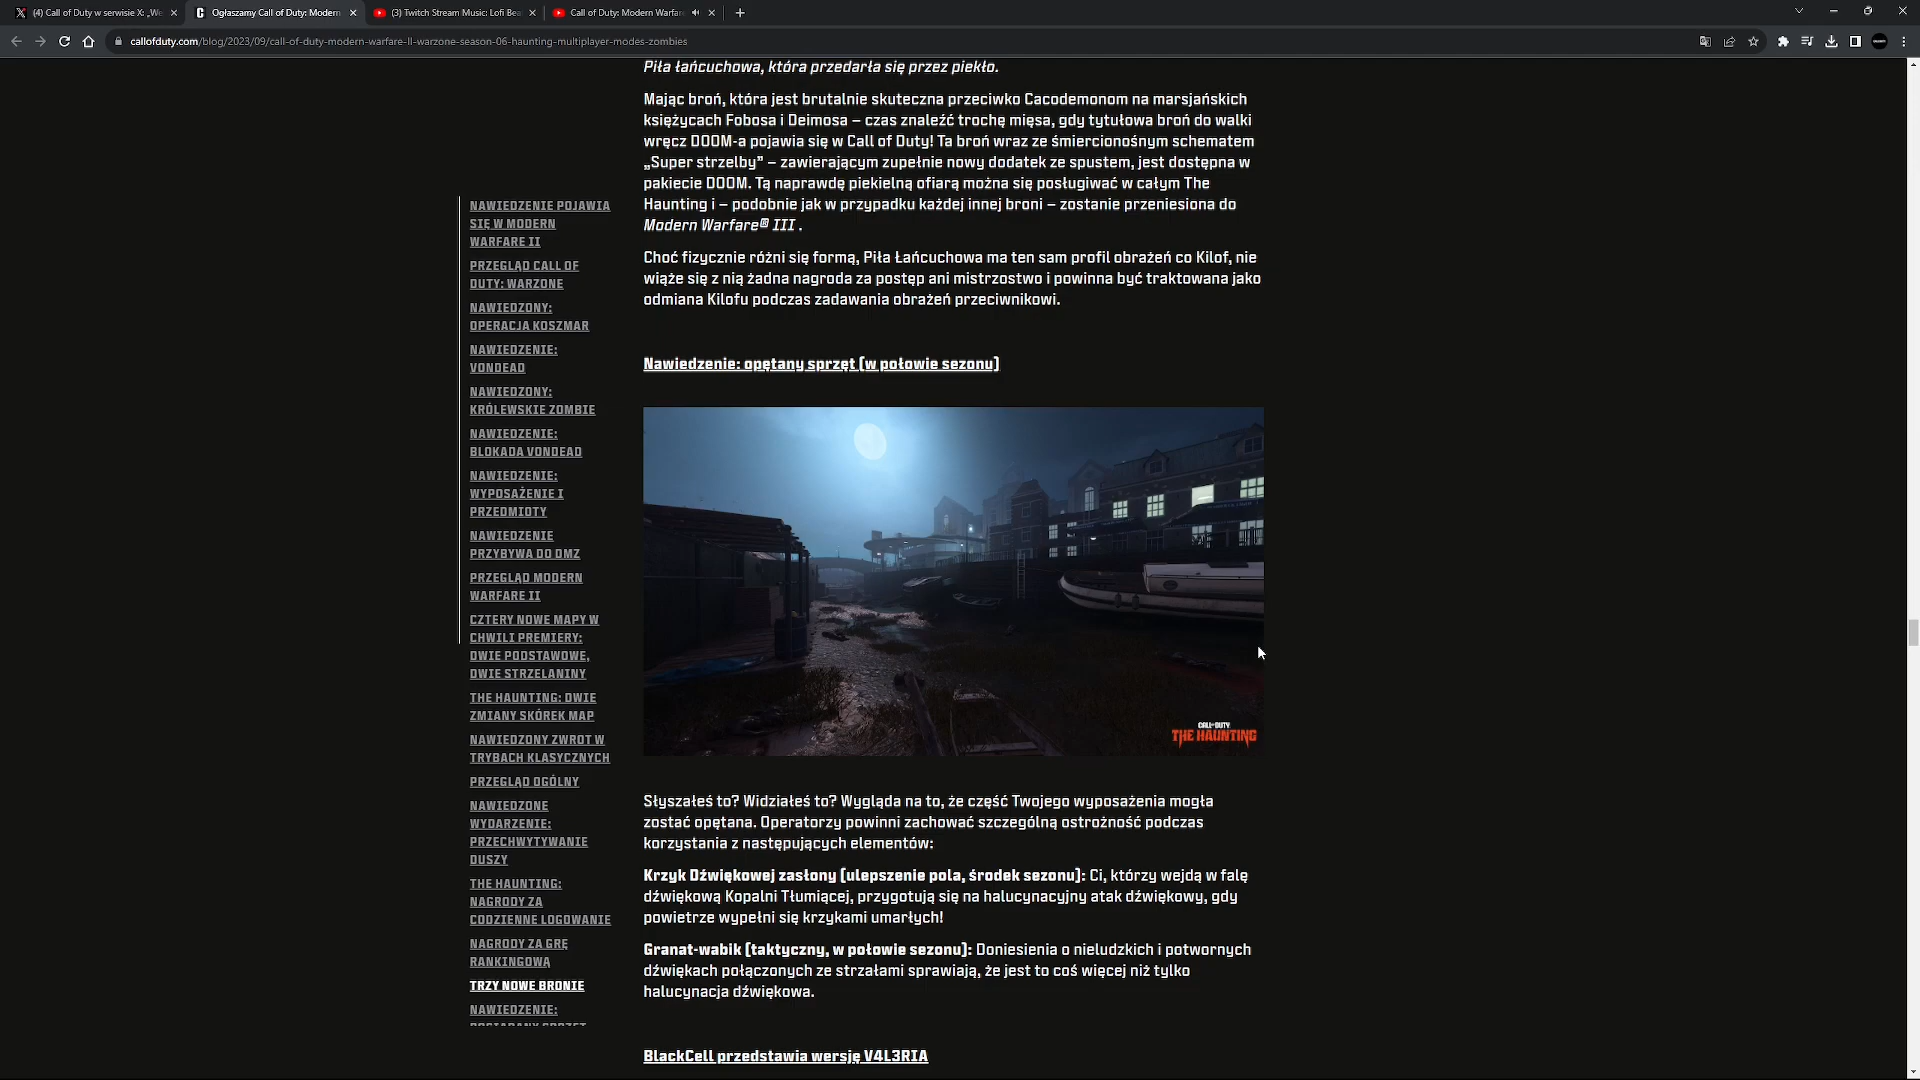 (4) Call of Duty w serwisie X: „We
Ogłaszamy Call of Duty: Modern
(3) Twitch Stream Music: Lofi Bea
Call of Duty: Modern Warfar
callofduty.com/blog/2023/09/call-of-duty-modern-warfare-II-warzone-season-06-haunting-multiplayer-modes-zombies
NAWIEDZENIE POJAWIA
SIĘ W MODERN
WARFARE II
PRZEGLĄD CALL OF
DUTY: WARZONE
NAWIEDZONY:
OPERACJA KOSZMAR
NAWIEDZENIE:
VONDEAD
NAWIEDZONY:
KRÓLEWSKIE ZOMBIE
NAWIEDZENIE:
BLOKADA VONDEAD
NAWIEDZENIE:
WYPOSAŻENIE I
PRZEDMIOTY
NAWIEDZENIE
PRZYBYWA DO DMZ
PRZEGLĄD MODERN
WARFARE II
CZTERY NOWE MAPY W
CHWILI PREMIERY:
DWIE PODSTAWOWE,
DWIE STRZELANINY
THE HAUNTING: DWIE
ZMIANY SKÓREK MAP
NAWIEDZONY ZWROT W
TRYBACH KLASYCZNYCH
PRZEGLĄD OGÓLNY
NAWIEDZONE
WYDARZENIE:
PRZECHWYTYWANIE
DUSZY
THE HAUNTING:
NAGRODY ZA
CODZIENNE LOGOWANIE
NAGRODY ZA GRĘ
RANKINGOWĄ
TRZY NOWE BRONIE
NAWIEDZENIE:
Piła łańcuchowa, która przedarła się przez piekło.
Mając broń, która jest brutalnie skuteczna przeciwko Cacodemonom na marsjańskich
księżycach Fobosa i Deimosa – czas znaleźć trochę mięsa, gdy tytułowa broń do walki
wręcz DOOM-a pojawia się w Call of Duty! Ta broń wraz ze śmiercionośnym schematem
„Super strzelby” – zawierającym zupełnie nowy dodatek ze spustem, jest dostępna w
pakiecie DOOM. Tą naprawdę piekielną ofiarą można się posługiwać w całym The
Haunting i – podobnie jak w przypadku każdej innej broni – zostanie przeniesiona do
Modern Warfare® III .
Choć fizycznie różni się formą, Piła Łańcuchowa ma ten sam profil obrażeń co Kilof, nie
wiąże się z nią żadna nagroda za postęp ani mistrzostwo i powinna być traktowana jako
odmiana Kilofu podczas zadawania obrażeń przeciwnikowi.
Nawiedzenie: opętany sprzęt (w połowie sezonu)
CALL OF DUTY
THE HAUNTING
Słyszałeś to? Widziałeś to? Wygląda na to, że część Twojego wyposażenia mogła
zostać opętana. Operatorzy powinni zachować szczególną ostrożność podczas
korzystania z następujących elementów:
Krzyk Dźwiękowej zasłony (ulepszenie pola, środek sezonu): Ci, którzy wejdą w falę
dźwiękową Kopalni Tłumiącej, przygotują się na halucynacyjny atak dźwiękowy, gdy
powietrze wypełni się krzykami umarłych!
Granat-wabik (taktyczny, w połowie sezonu): Doniesienia o nieludzkich i potwornych
dźwiękach połączonych ze strzałami sprawiają, że jest to coś więcej niż tylko
halucynacja dźwiękowa.
BlackCell przedstawia wersję V4L3RIA